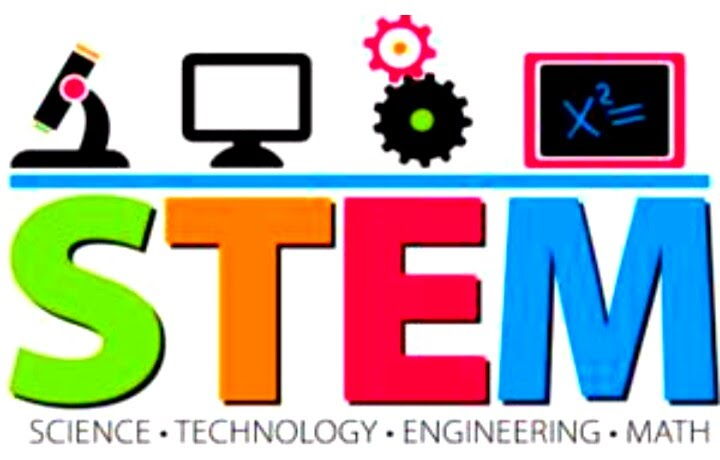 X²=
STEM
SCIENCE • TECHNOLOGY • ENGINEERING • MATH